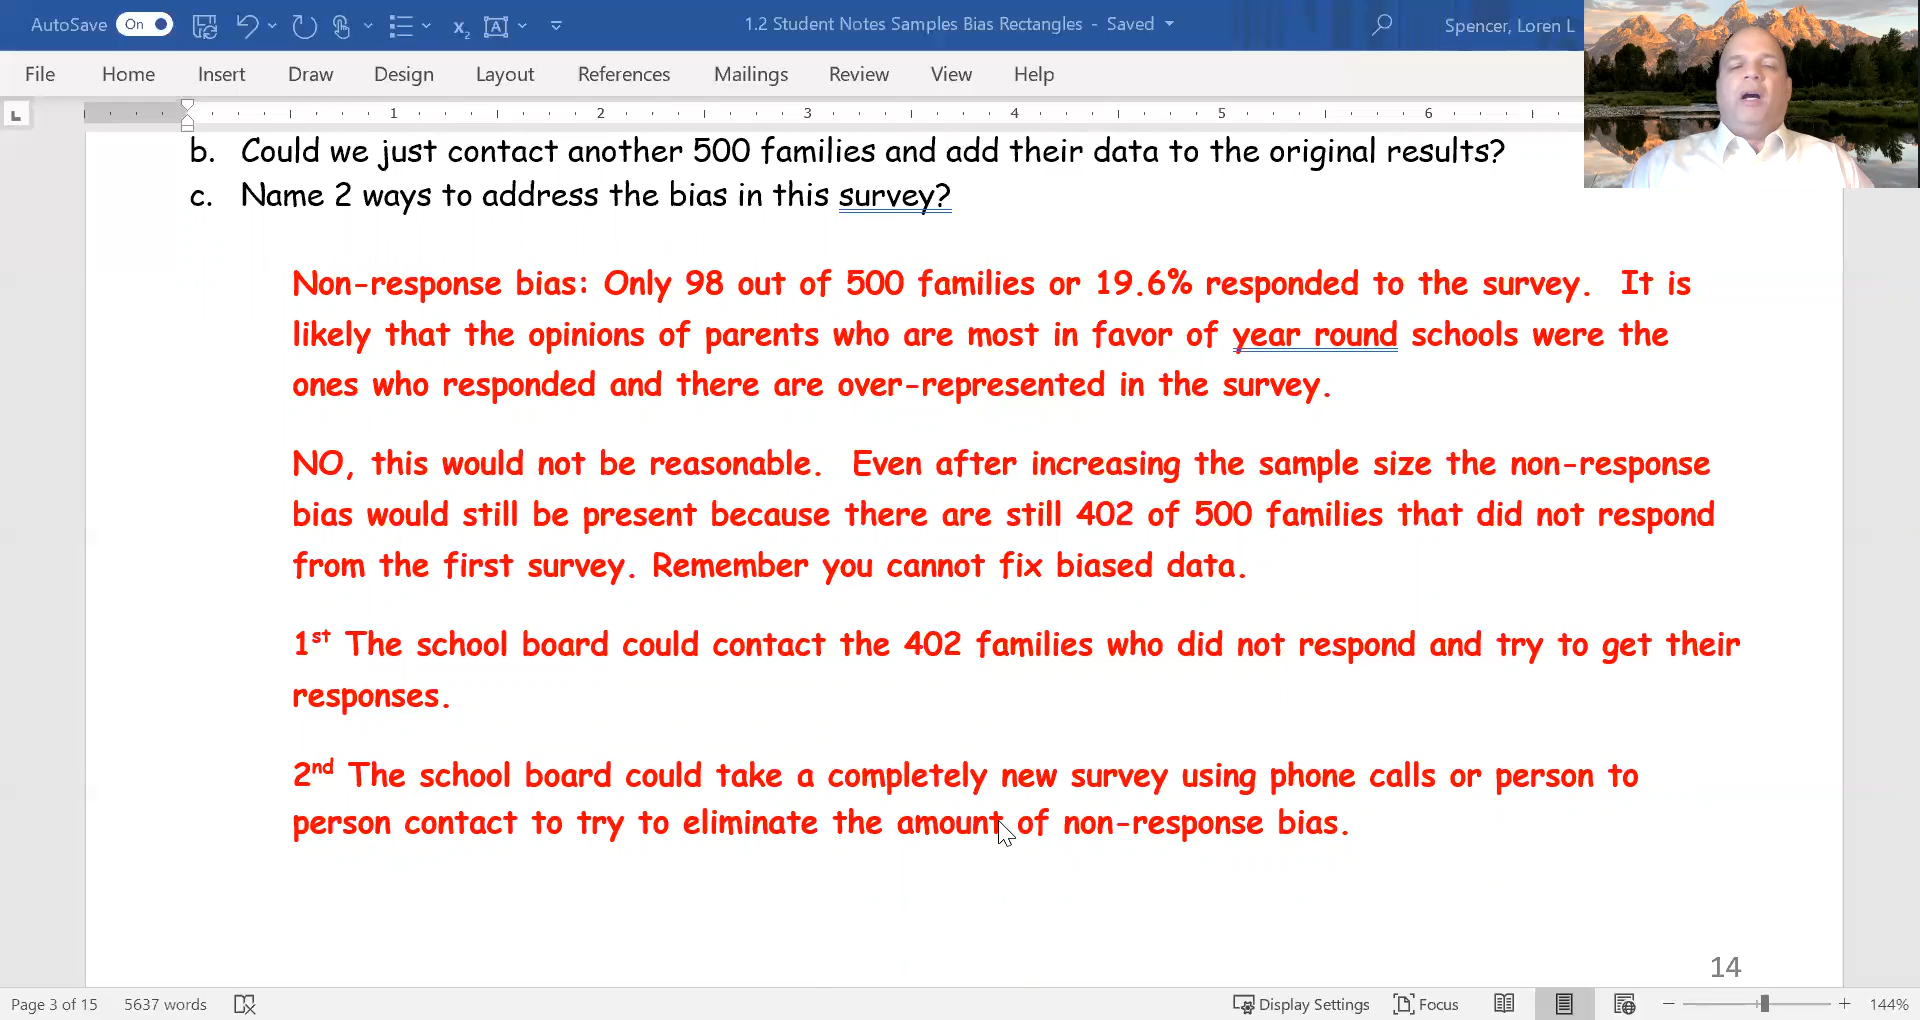 AutoSave On 1.2 Student Notes Samples Bias Rectangles - Saved Spencer, Loren L
File Home Insert Draw Design Layout References Mailings Review View Help
1 2 3 4 5 6
b. Could we just contact another 500 families and add their data to the original results?
c. Name 2 ways to address the bias in this survey?
Non-response bias: Only 98 out of 500 families or 19.6% responded to the survey. It is
likely that the opinions of parents who are most in favor of year round schools were the
ones who responded and there are over-represented in the survey.
NO, this would not be reasonable. Even after increasing the sample size the non-response
bias would still be present because there are still 402 of 500 families that did not respond
from the first survey. Remember you cannot fix biased data.
1st The school board could contact the 402 families who did not respond and try to get their
responses.
2nd The school board could take a completely new survey using phone calls or person to
person contact to try to eliminate the amount of non-response bias.
14
Page 3 of 15 5637 words Display Settings Focus 144%